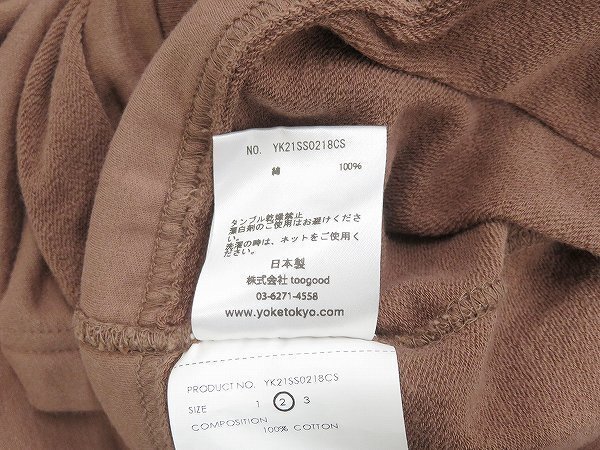 NO. YK21SS0218CS
綿 100%
タンブル乾燥禁止
漂白剤のご使用はお避けくださ
い。
洗濯の時は、ネットをご使用く
ださい。
日本製
株式会社 toogood
03-6271-4558
www.yoketokyo.com
PRODUCT NO. YK21SS0218CS
SIZE 1 2 3
COMPOSITION
100% COTTON